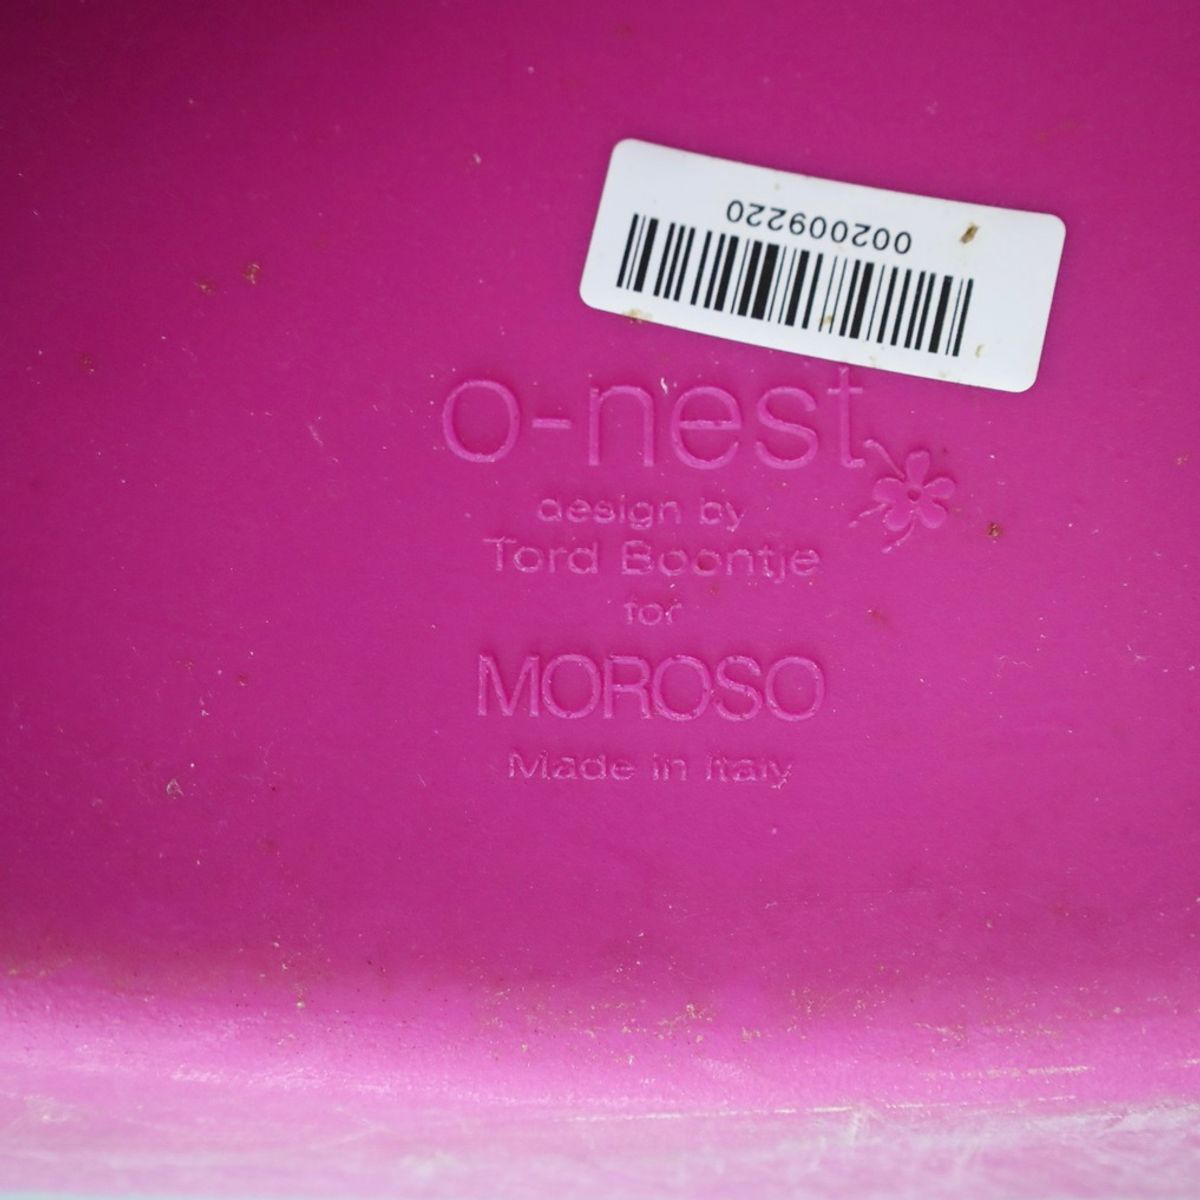 002009220
o-nest
design by
Tord Boontje
for
MOROSO
Made in Italy